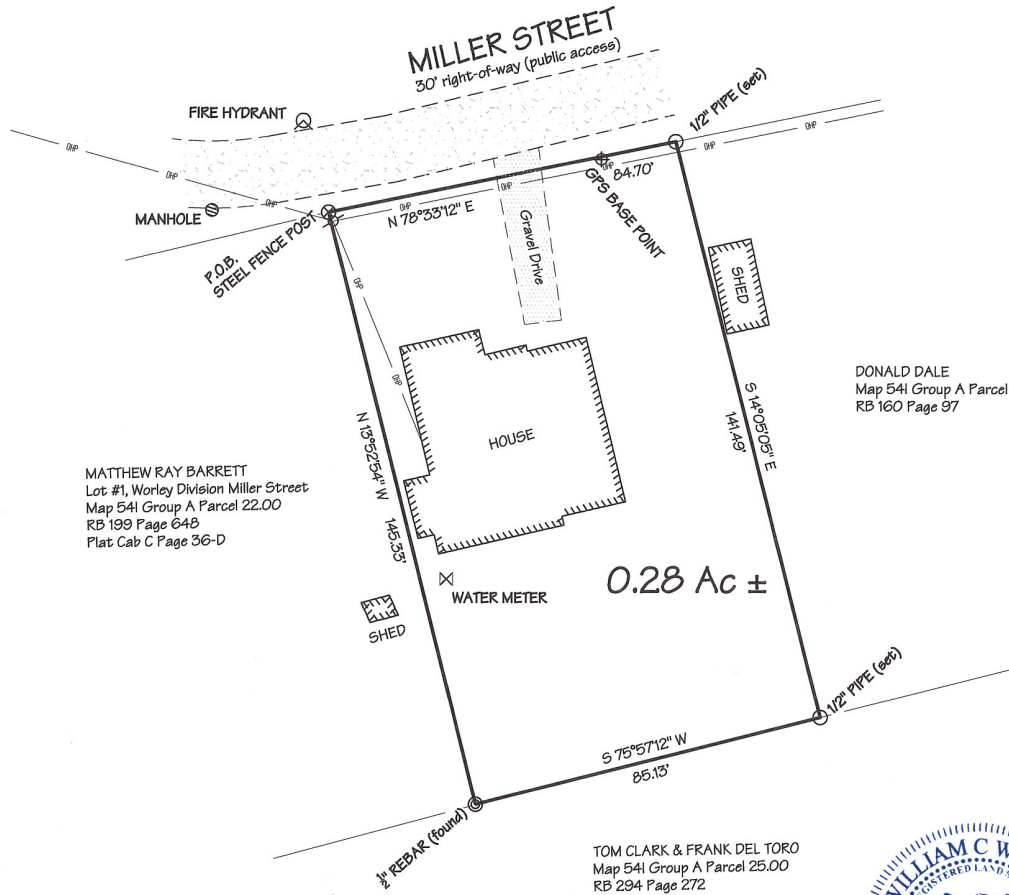 MILLER STREET
30' right-of-way (public access)
FIRE HYDRANT
1/2" PIPE (set)
OHP
OHP
OHP
OHP
OHP
OHP
OHP
OHP
84.70'
GPS BASE POINT
MANHOLE
N 78°33'12" E
P.O.B.
STEEL FENCE POST
Gravel Drive
SHED
OHP
DONALD DALE
Map 54I Group A Parcel
RB 160 Page 97
S 14°05'05" E
141.49'
HOUSE
N 13°52'54" W
145.33'
MATTHEW RAY BARRETT
Lot #1, Worley Division Miller Street
Map 54I Group A Parcel 22.00
RB 199 Page 648
Plat Cab C Page 36-D
0.28 Ac ±
WATER METER
SHED
1/2" PIPE (set)
S 75°57'12" W
85.13'
1/2" REBAR (found)
TOM CLARK & FRANK DEL TORO
Map 54I Group A Parcel 25.00
RB 294 Page 272
WILLIAM C W